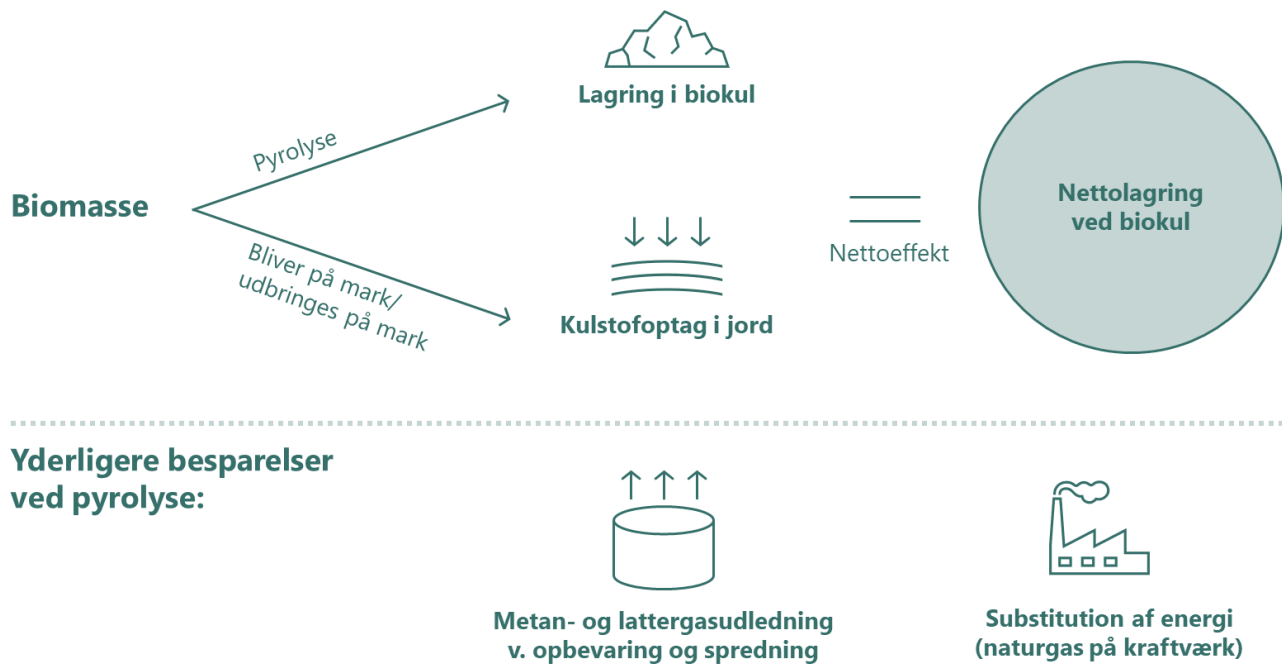 Lagring i biokul
Pyrolyse
Biomasse
Bliver på mark/
udbringes på mark
Kulstofoptag i jord
Nettoeffekt
Nettolagring
ved biokul
Yderligere besparelser
ved pyrolyse:
Metan- og lattergasudledning
v. opbevaring og spredning
Substitution af energi
(naturgas på kraftværk)